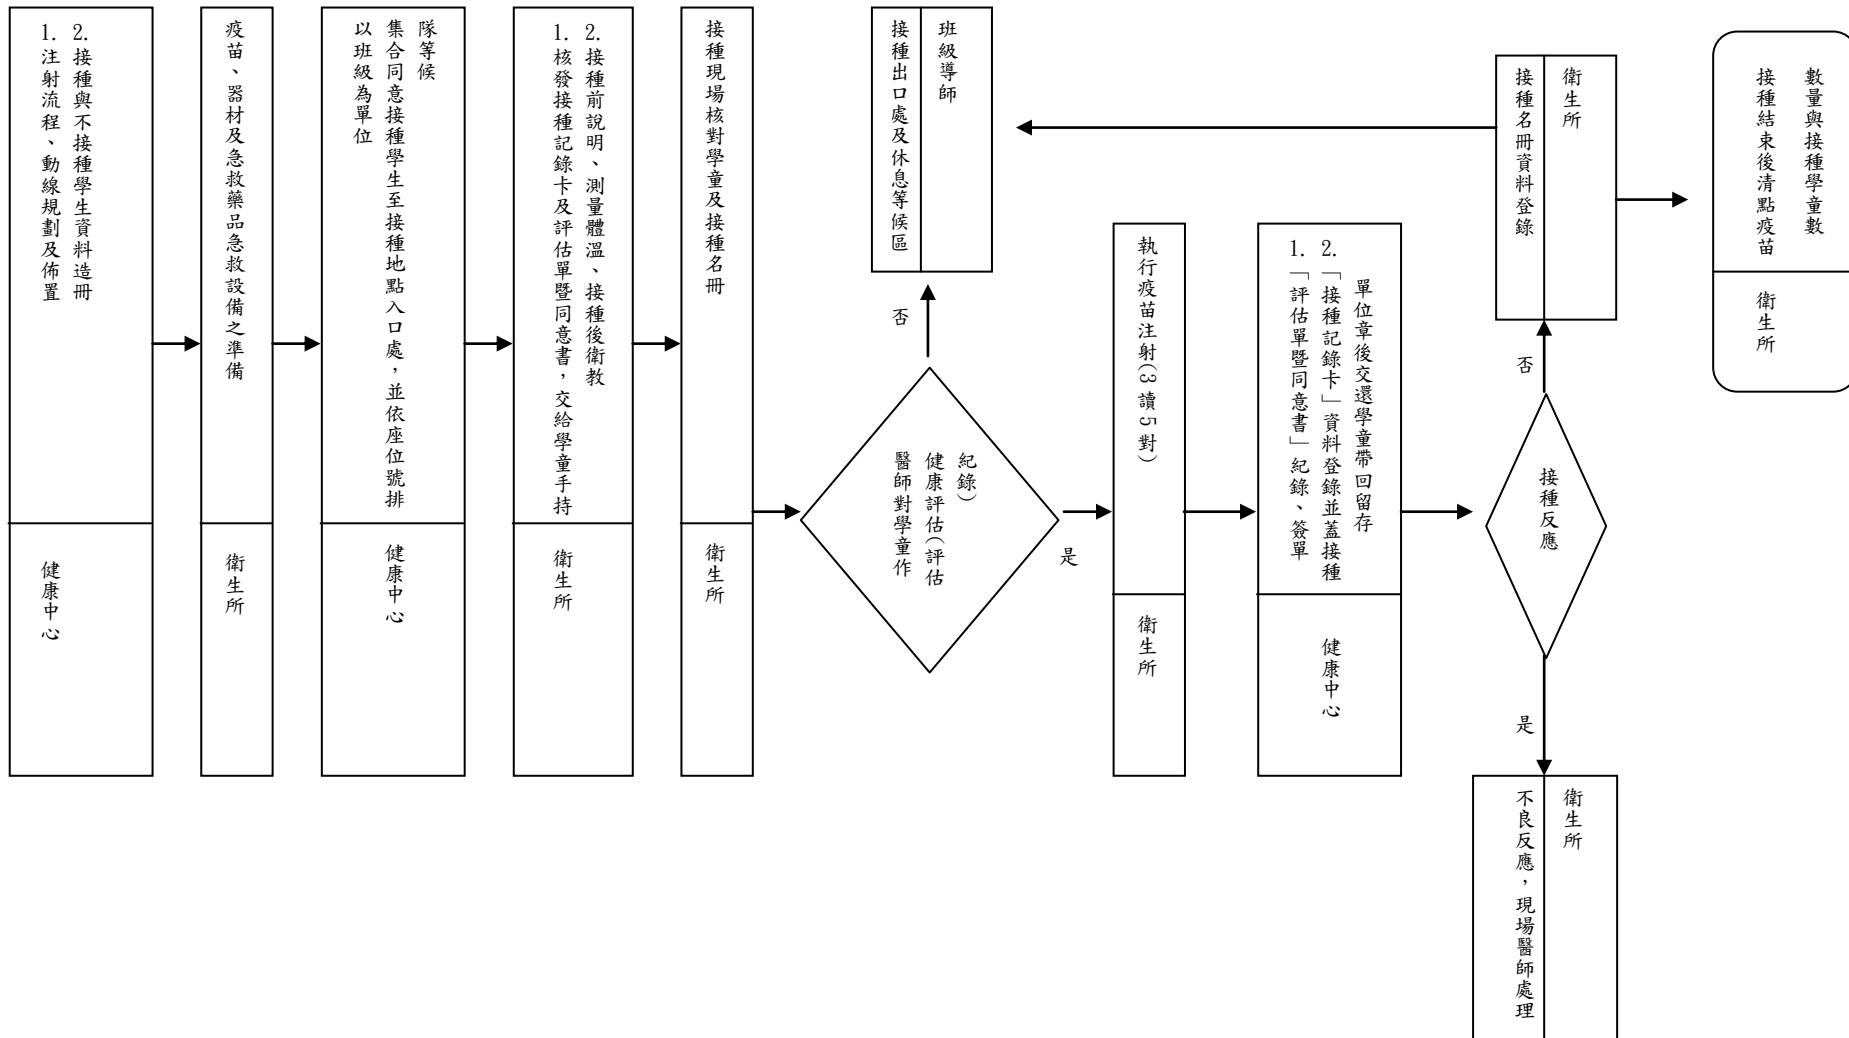 1. 注射流程、動線規劃及佈置
2. 接種與不接種學生資料造冊
健康中心
疫苗、器材及急救藥品急救設備之準備
衛生所
以班級為單位
集合同意接種學生至接種地點入口處，並依座位號排
隊等候
健康中心
1. 核發接種記錄卡及評估單暨同意書，交給學童手持
2. 接種前說明、測量體溫、接種後衛教
衛生所
接種現場核對學童及接種名冊
衛生所
醫師對學童作
健康評估(評估
紀錄)
否
接種出口處及休息等候區
班級導師
是
執行疫苗注射(3讀5對)
衛生所
1. 「評估單暨同意書」紀錄、簽單
2. 「接種記錄卡」資料登錄並蓋接種
單位章後交還學童帶回留存
健康中心
接種反應
否
接種名冊資料登錄
衛生所
是
不良反應，現場醫師處理
衛生所
接種結束後清點疫苗
數量與接種學童數
衛生所